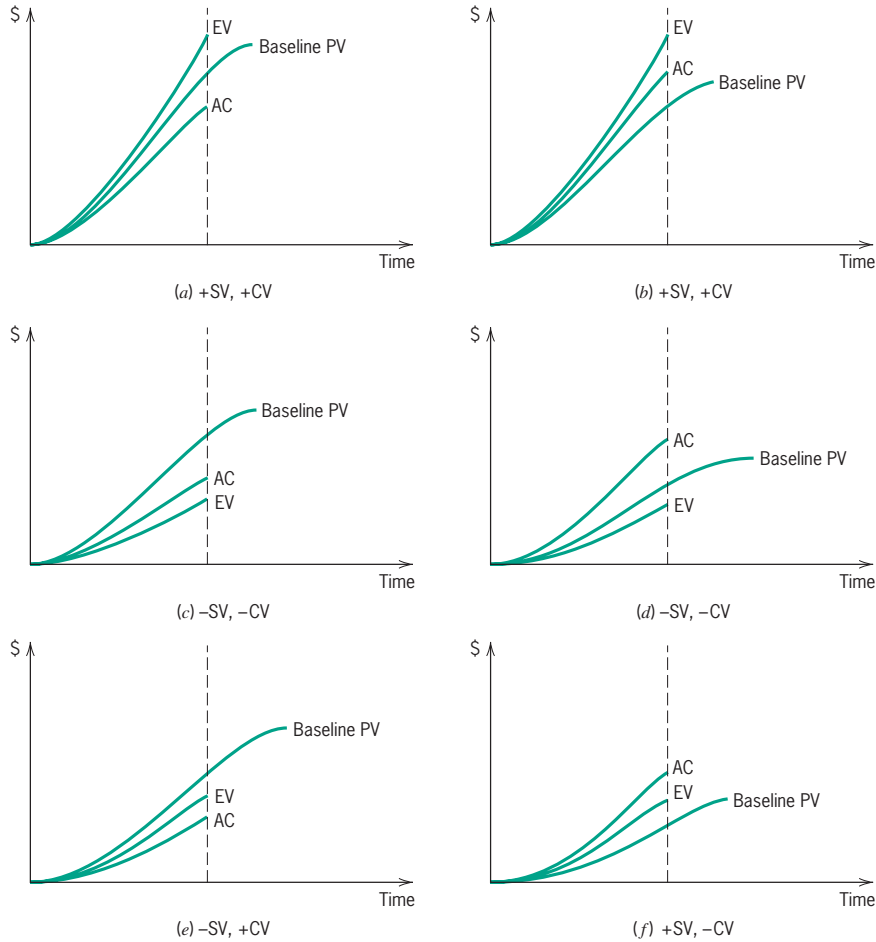 $
EV
Baseline PV
AC
Time
(a) +SV, +CV
$
EV
AC
Baseline PV
Time
(b) +SV, +CV
$
Baseline PV
AC
EV
Time
(c) –SV, –CV
$
AC
Baseline PV
EV
Time
(d) –SV, –CV
$
Baseline PV
EV
AC
Time
(e) –SV, +CV
$
AC
EV
Baseline PV
Time
(f) +SV, –CV